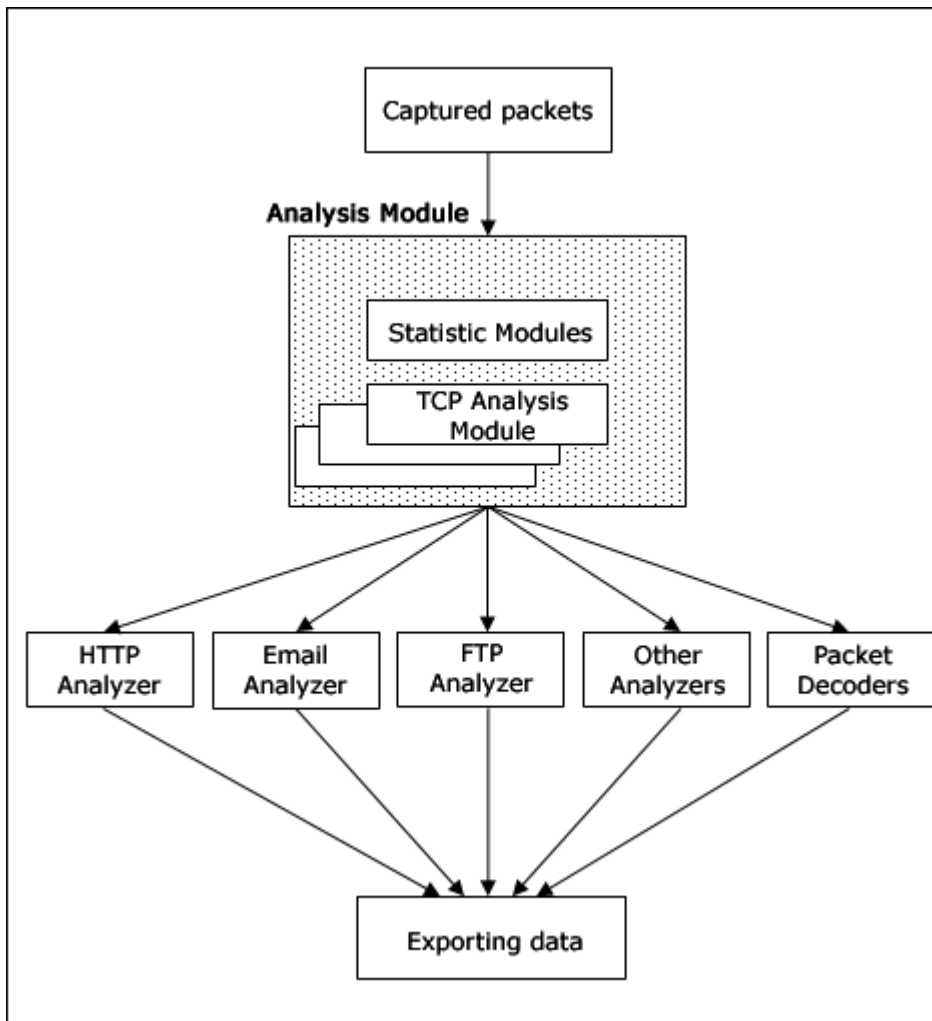 Captured packets
Analysis Module
Statistic Modules
TCP Analysis
Module
HTTP
Analyzer
Email
Analyzer
FTP
Analyzer
Other
Analyzers
Packet
Decoders
Exporting data